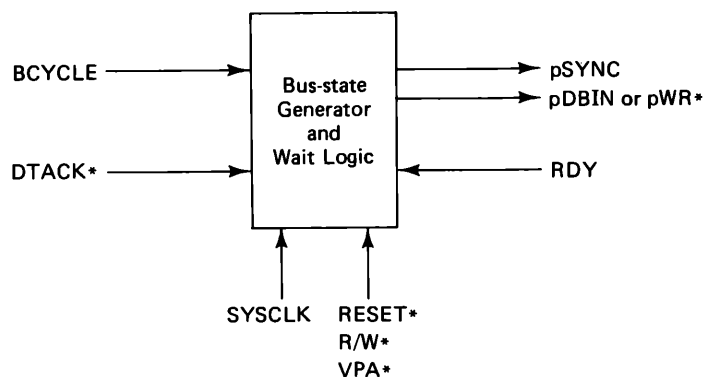 BCYCLE
DTACK*
Bus-state
Generator
and
Wait Logic
pSYNC
pDBIN or pWR*
RDY
SYSCLK
RESET*
R/W*
VPA*